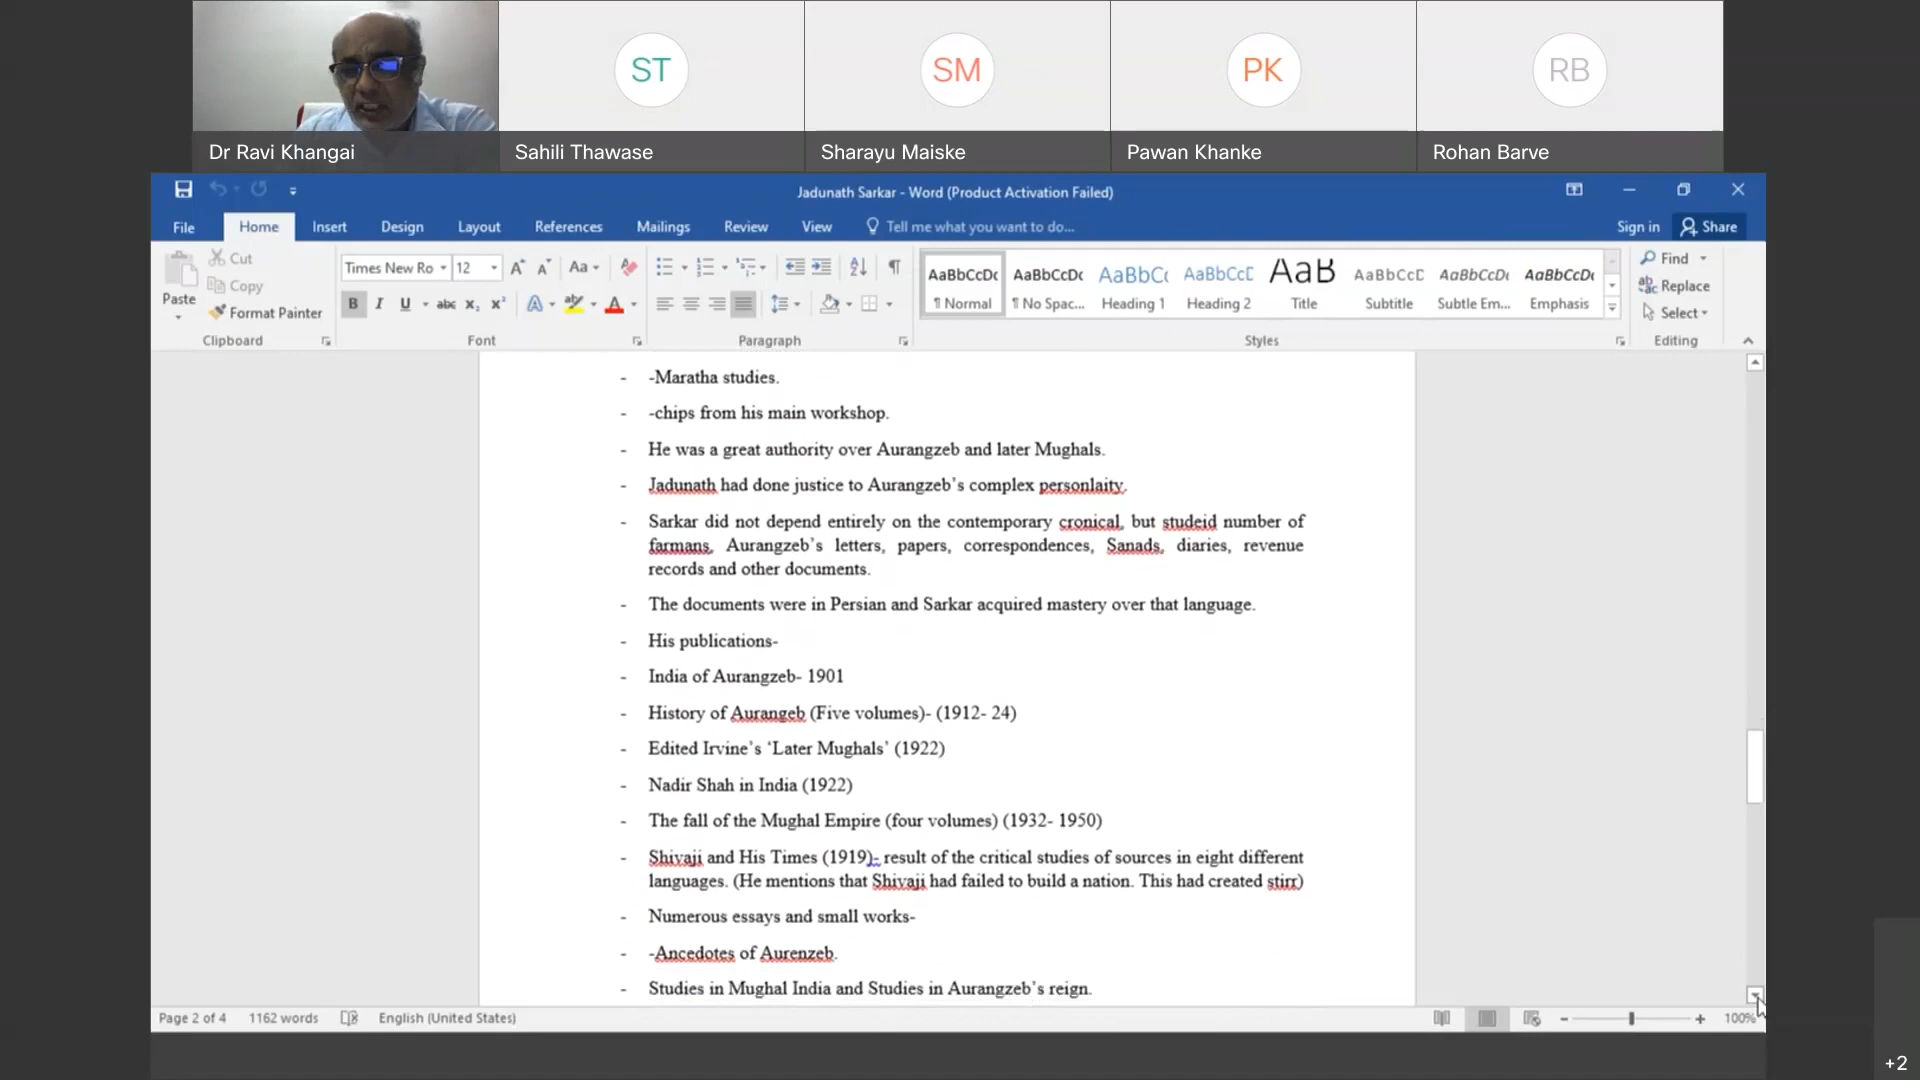 ST
SM
PK
RB
Dr Ravi Khangai
Sahili Thawase
Sharayu Maiske
Pawan Khanke
Rohan Barve
Jadunath Sarkar - Word (Product Activation Failed)
File
Home
Insert
Design
Layout
References
Mailings
Review
View
Tell me what you want to do...
Sign in
Share
Paste
Cut
Copy
Format Painter
Clipboard
Times New Ro
12
Aa
B I U abc X₂ X²
Font
Paragraph
AaBbCcDc
¶ Normal
AaBbCcDc
¶ No Spac...
AaBbC(
Heading 1
AaBbCcD
Heading 2
AaB
Title
AaBbCcD
Subtitle
AaBbCcDc
Subtle Em...
AaBbCcDc
Emphasis
Styles
Find
Replace
Select
Editing
- -Maratha studies.
- -chips from his main workshop.
- He was a great authority over Aurangzeb and later Mughals.
- Jadunath had done justice to Aurangzeb's complex personlaity.
- Sarkar did not depend entirely on the contemporary cronical, but studeid number of
farmans, Aurangzeb's letters, papers, correspondences, Sanads, diaries, revenue
records and other documents.
- The documents were in Persian and Sarkar acquired mastery over that language.
- His publications-
- India of Aurangzeb- 1901
- History of Aurangeb (Five volumes)- (1912- 24)
- Edited Irvine's 'Later Mughals' (1922)
- Nadir Shah in India (1922)
- The fall of the Mughal Empire (four volumes) (1932- 1950)
- Shivaji and His Times (1919)- result of the critical studies of sources in eight different
languages. (He mentions that Shivaji had failed to build a nation. This had created stirr)
- Numerous essays and small works-
- -Ancedotes of Aurenzeb.
- Studies in Mughal India and Studies in Aurangzeb's reign.
Page 2 of 4
1162 words
English (United States)
100%
+2